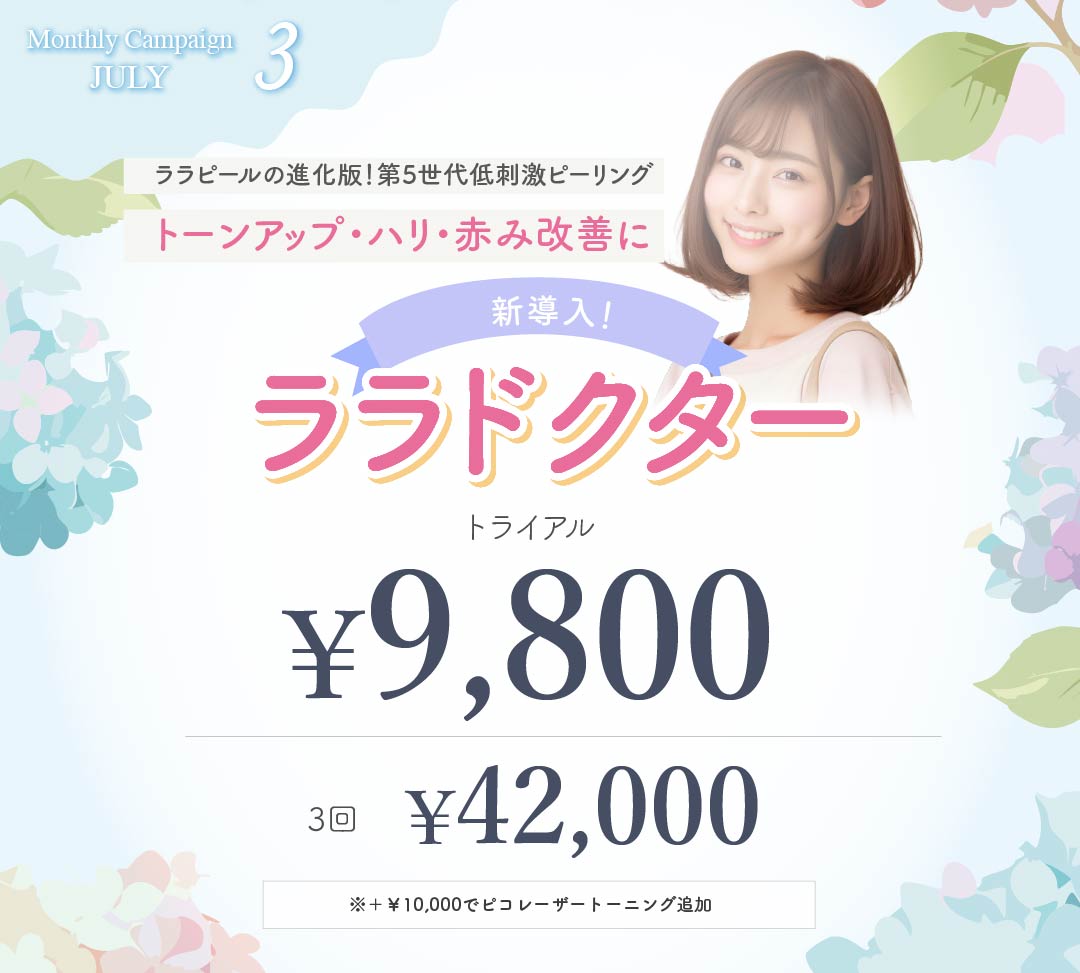 Monthly Campaign
JULY
3
ララピールの進化版！第5世代低刺激ピーリング
トーンアップ・ハリ・赤み改善に
新導入！
ララドクター
トライアル
¥9,800
3回 ¥42,000
※＋￥10,000でピコレーザートーニング追加